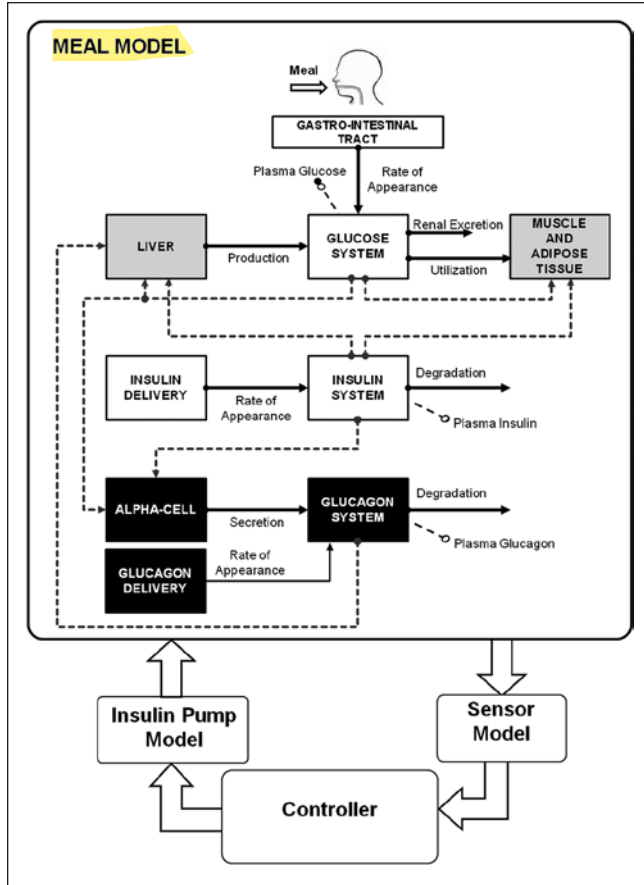 MEAL MODEL
Meal
GASTRO-INTESTINAL
TRACT
Plasma Glucose
Rate of
Appearance
LIVER
Production
GLUCOSE
SYSTEM
Renal Excretion
Utilization
MUSCLE
AND
ADIPOSE
TISSUE
INSULIN
DELIVERY
Rate of
Appearance
INSULIN
SYSTEM
Degradation
Plasma Insulin
ALPHA-CELL
Secretion
GLUCAGON
SYSTEM
Degradation
Plasma Glucagon
GLUCAGON
DELIVERY
Rate of
Appearance
Insulin Pump
Model
Sensor
Model
Controller